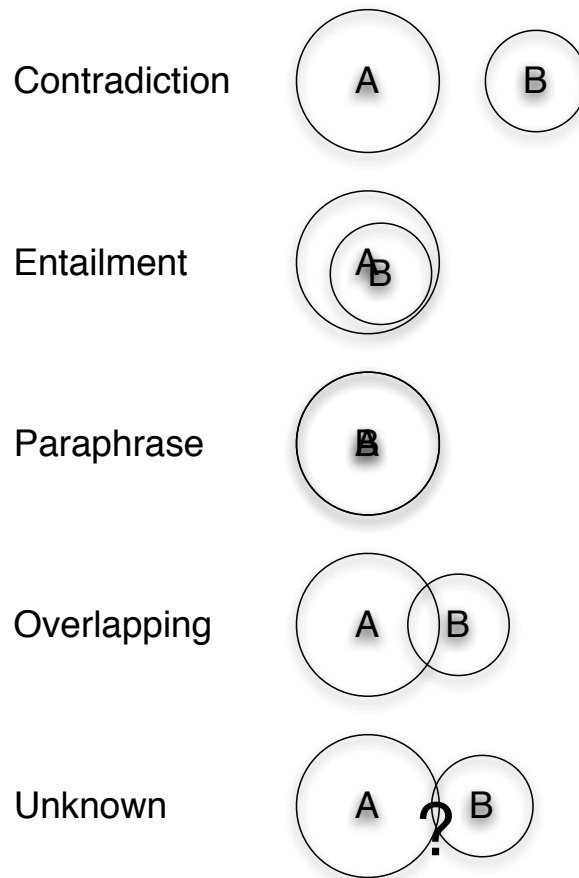 Contradiction A B
Entailment A B
Paraphrase A B
Overlapping A B
Unknown A ? B